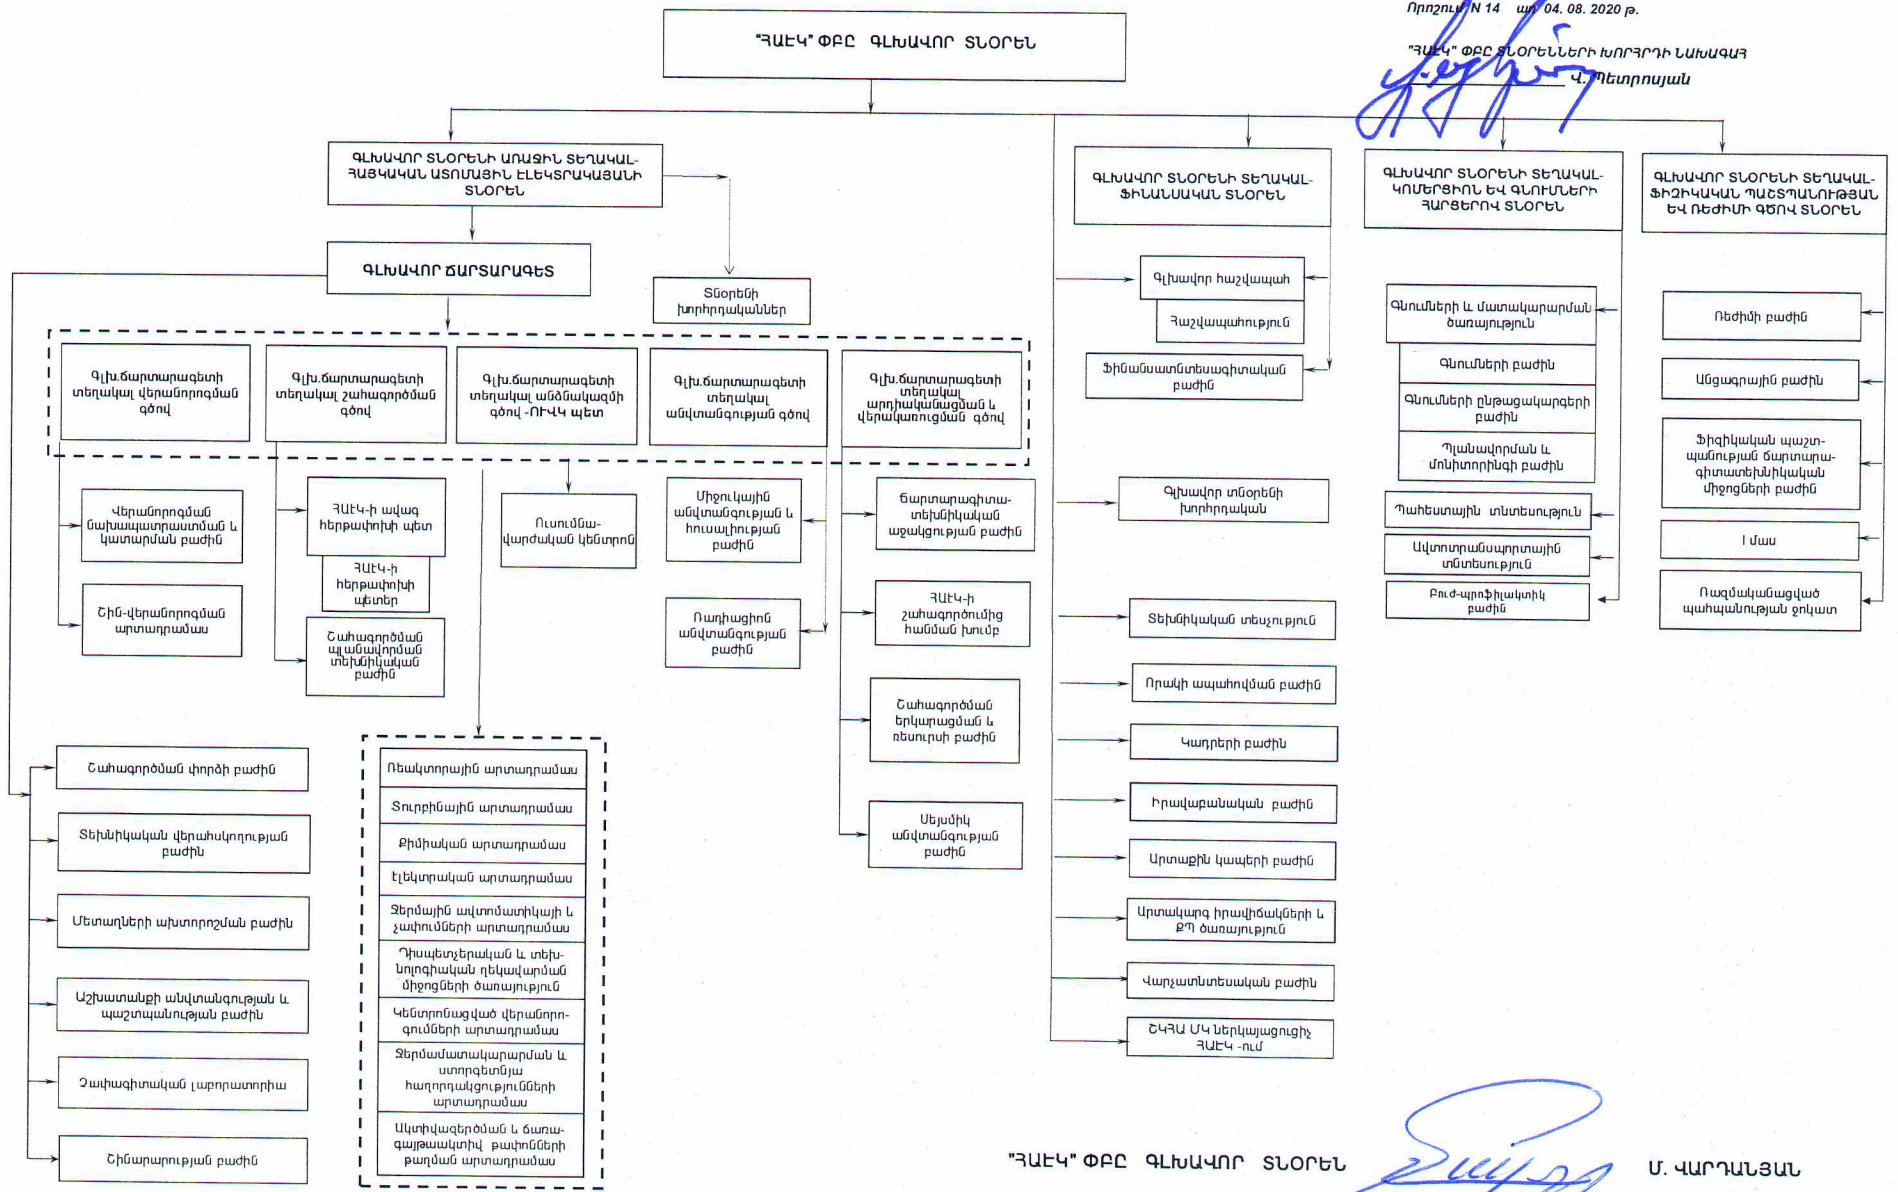 Որոշում N 14 առ 04. 08. 2020 թ.
"ՀԱԷԿ" ՓԲԸ ՏՆՕՐԵՆՆԵՐԻ ԽՈՐՀՐԴԻ ՆԱԽԱԳԱՀ
Վ. Պետրոսյան
"ՀԱԷԿ" ՓԲԸ ԳԼԽԱՎՈՐ ՏՆՕՐԵՆ
ԳԼԽԱՎՈՐ ՏՆՕՐԵՆԻ ԱՌԱՋԻՆ ՏԵՂԱԿԱԼ-
ՀԱՅԿԱԿԱՆ ԱՏՈՄԱՅԻՆ ԷԼԵԿՏՐԱԿԱՅԱՆԻ
ՏՆՕՐԵՆ
ԳԼԽԱՎՈՐ ՏՆՕՐԵՆԻ ՏԵՂԱԿԱԼ-
ՖԻՆԱՆՍԱԿԱՆ ՏՆՕՐԵՆ
ԳԼԽԱՎՈՐ ՏՆՕՐԵՆԻ ՏԵՂԱԿԱԼ-
ԿՈՄԵՐՑԻՈՆ ԵՎ ԳՆՈՒՄՆԵՐԻ
ՀԱՐՑԵՐՈՎ ՏՆՕՐԵՆ
ԳԼԽԱՎՈՐ ՏՆՕՐԵՆԻ ՏԵՂԱԿԱԼ-
ՖԻԶԻԿԱԿԱՆ ՊԱՇՏՊԱՆՈՒԹՅԱՆ
ԵՎ ՌԵԺԻՄԻ ԳԾՈՎ ՏՆՕՐԵՆ
ԳԼԽԱՎՈՐ ՃԱՐՏԱՐԱԳԵՏ
Տնօրենի
խորհրդականներ
Գլխ.ճարտարագետի
տեղակալ վերանորոգման
գծով
Գլխ.ճարտարագետի
տեղակալ շահագործման
գծով
Գլխ.ճարտարագետի
տեղակալ անձնակազմի
գծով -ՈՒՎԿ պետ
Գլխ.ճարտարագետի
տեղակալ
անվտանգության գծով
Գլխ.ճարտարագետի
տեղակալ
արդիականացման և
վերակառուցման գծով
Վերանորոգման
նախապատրաստման և
կատարման բաժին
Շին-վերանորոգման
արտադրամաս
ՀԱԷԿ-ի ավագ
հերթափոխի պետ
ՀԱԷԿ-ի
հերթափոխի
պետեր
Շահագործման
պլանավորման
տեխնիկական
բաժին
Ուսումնա-
վարժական կենտրոն
Միջուկային
անվտանգության և
հուսալիության
բաժին
Ռադիացիոն
անվտանգության
բաժին
Ճարտարագիտա-
տեխնիկական
աջակցության բաժին
ՀԱԷԿ-ի
շահագործումից
հանման խումբ
Շահագործման
երկարացման և
ռեսուրսի բաժին
Սեյսմիկ
անվտանգության
բաժին
Շահագործման փորձի բաժին
Տեխնիկական վերահսկողության
բաժին
Մետաղների ախտորոշման բաժին
Աշխատանքի անվտանգության և
պաշտպանության բաժին
Չափագիտական լաբորատորիա
Շինարարության բաժին
Ռեակտորային արտադրամաս
Տուրբինային արտադրամաս
Քիմիական արտադրամաս
Էլեկտրական արտադրամաս
Ջերմային ավտոմատիկայի և
չափումների արտադրամաս
Դիսպետչերական և տեխ-
նոլոգիական ղեկավարման
միջոցների ծառայություն
Կենտրոնացված վերանորո-
գումների արտադրամաս
Ջերմամատակարարման և
ստորգետնյա
հաղորդակցությունների
արտադրամաս
Ակտիվազերծման և ճառա-
գայթաակտիվ թափոնների
թաղման արտադրամաս
Գլխավոր հաշվապահ
Հաշվապահություն
Ֆինանսատնտեսագիտական
բաժին
Գլխավոր տնօրենի
խորհրդական
Տեխնիկական տեսչություն
Որակի ապահովման բաժին
Կադրերի բաժին
Իրավաբանական բաժին
Արտաքին կապերի բաժին
Արտակարգ իրավիճակների և
ՔՊ ծառայություն
Վարչատնտեսական բաժին
ՇԿՀԱ ՄԿ ներկայացուցիչ
ՀԱԷԿ -ում
Գնումների և մատակարարման
ծառայություն
Գնումների բաժին
Գնումների ընթացակարգերի
բաժին
Պլանավորման և
մոնիտորինգի բաժին
Պահեստային տնտեսություն
Ավտոտրանսպորտային
տնտեսություն
Բուժ-պրոֆիլակտիկ
բաժին
Ռեժիմի բաժին
Անցագրային բաժին
Ֆիզիկական պաշտ-
պանության ճարտարա-
գիտատեխնիկական
միջոցների բաժին
I մաս
Ռազմականացված
պահպանության ջոկատ
"ՀԱԷԿ" ՓԲԸ ԳԼԽԱՎՈՐ ՏՆՕՐԵՆ
Մ. ՎԱՐԴԱՆՅԱՆ